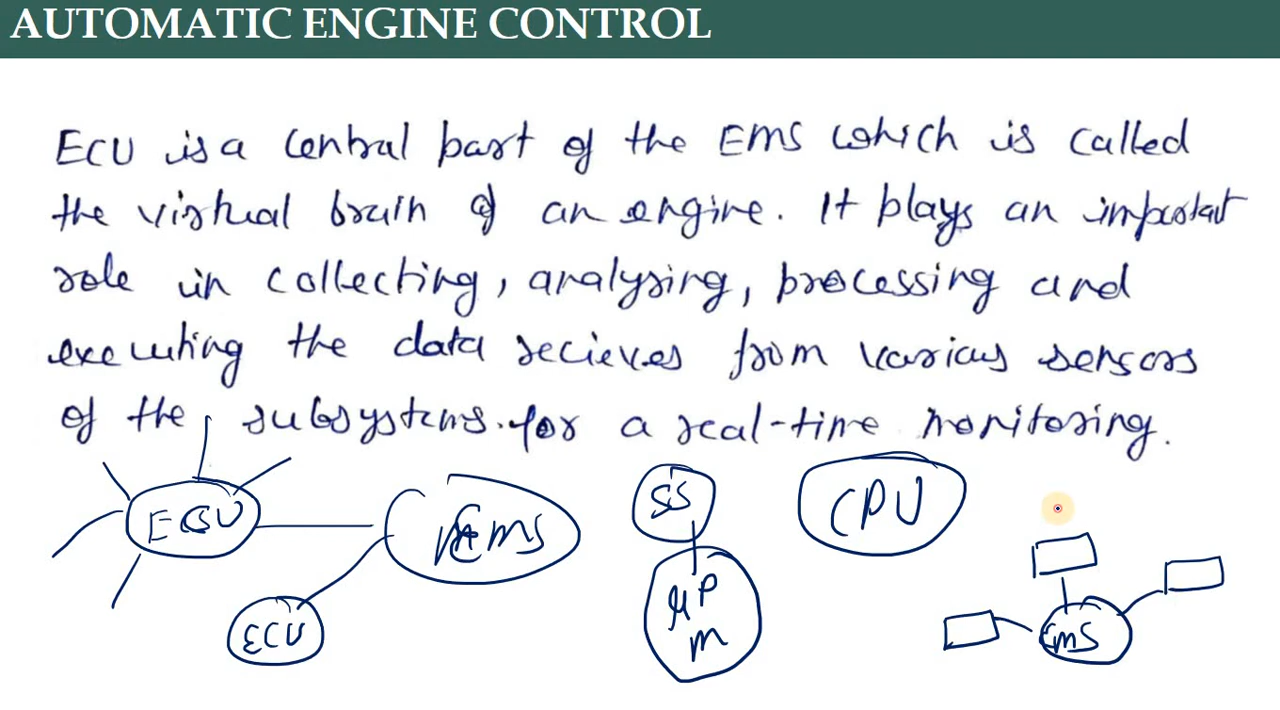 AUTOMATIC ENGINE CONTROL
ECU is a central part of the EMS which is called
the virtual brain of an engine. It plays an important
role in collecting, analysing, processing and
executing the data recieves from various sensors
of the subsystems. for a real-time monitoring.
ECU
EMS
SS
CPU
ECU
μP
m
EMS